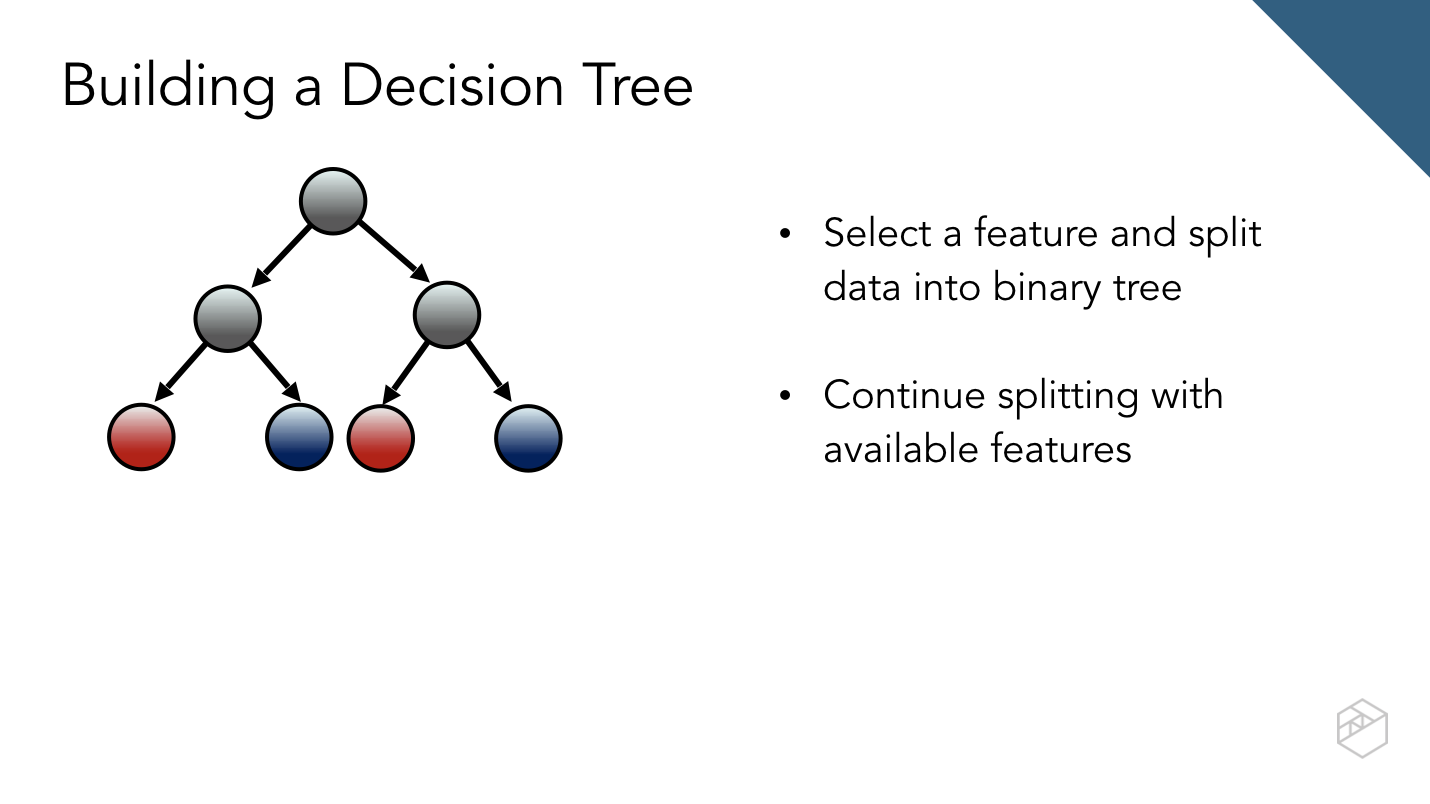 Building a Decision Tree
• Select a feature and split
data into binary tree
• Continue splitting with
available features